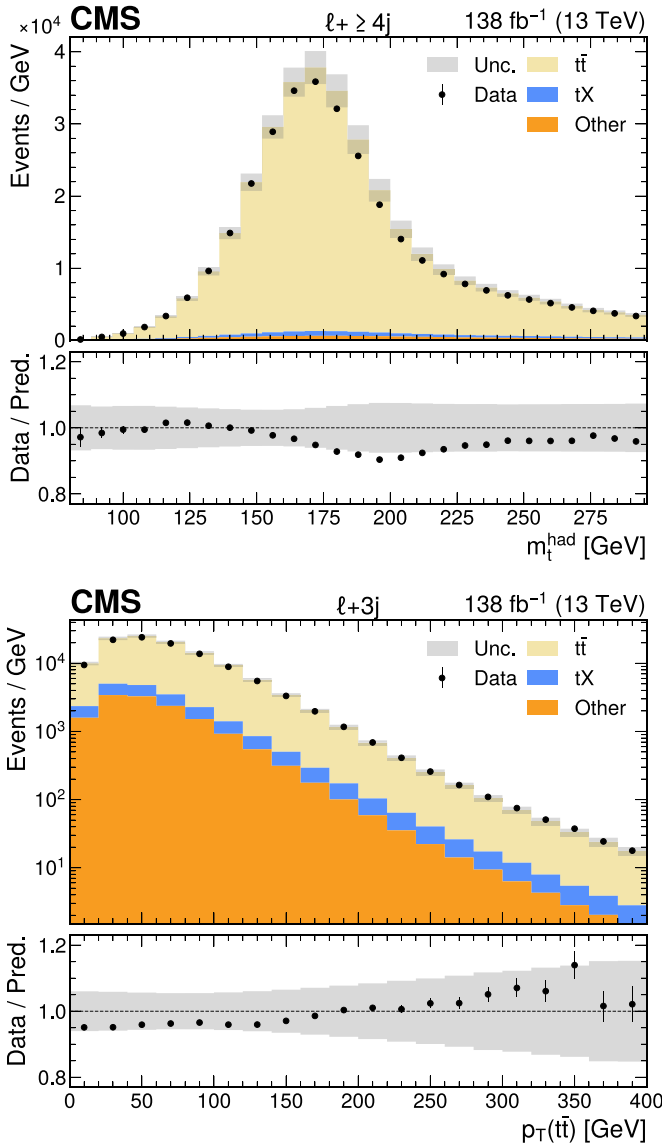 CMS ℓ+ ≥ 4j 138 fb⁻¹ (13 TeV)
×10⁴
Events / GeV
Unc. tt̄
Data tX
Other
4
2
0
Data / Pred.
1.2
1.0
0.8
100 125 150 175 200 225 250 275
m_t^had [GeV]
CMS ℓ+3j 138 fb⁻¹ (13 TeV)
Events / GeV
Unc. tt̄
Data tX
Other
10⁴
10³
10²
10¹
Data / Pred.
1.2
1.0
0.8
0 50 100 150 200 250 300 350 400
p_T(tt̄) [GeV]